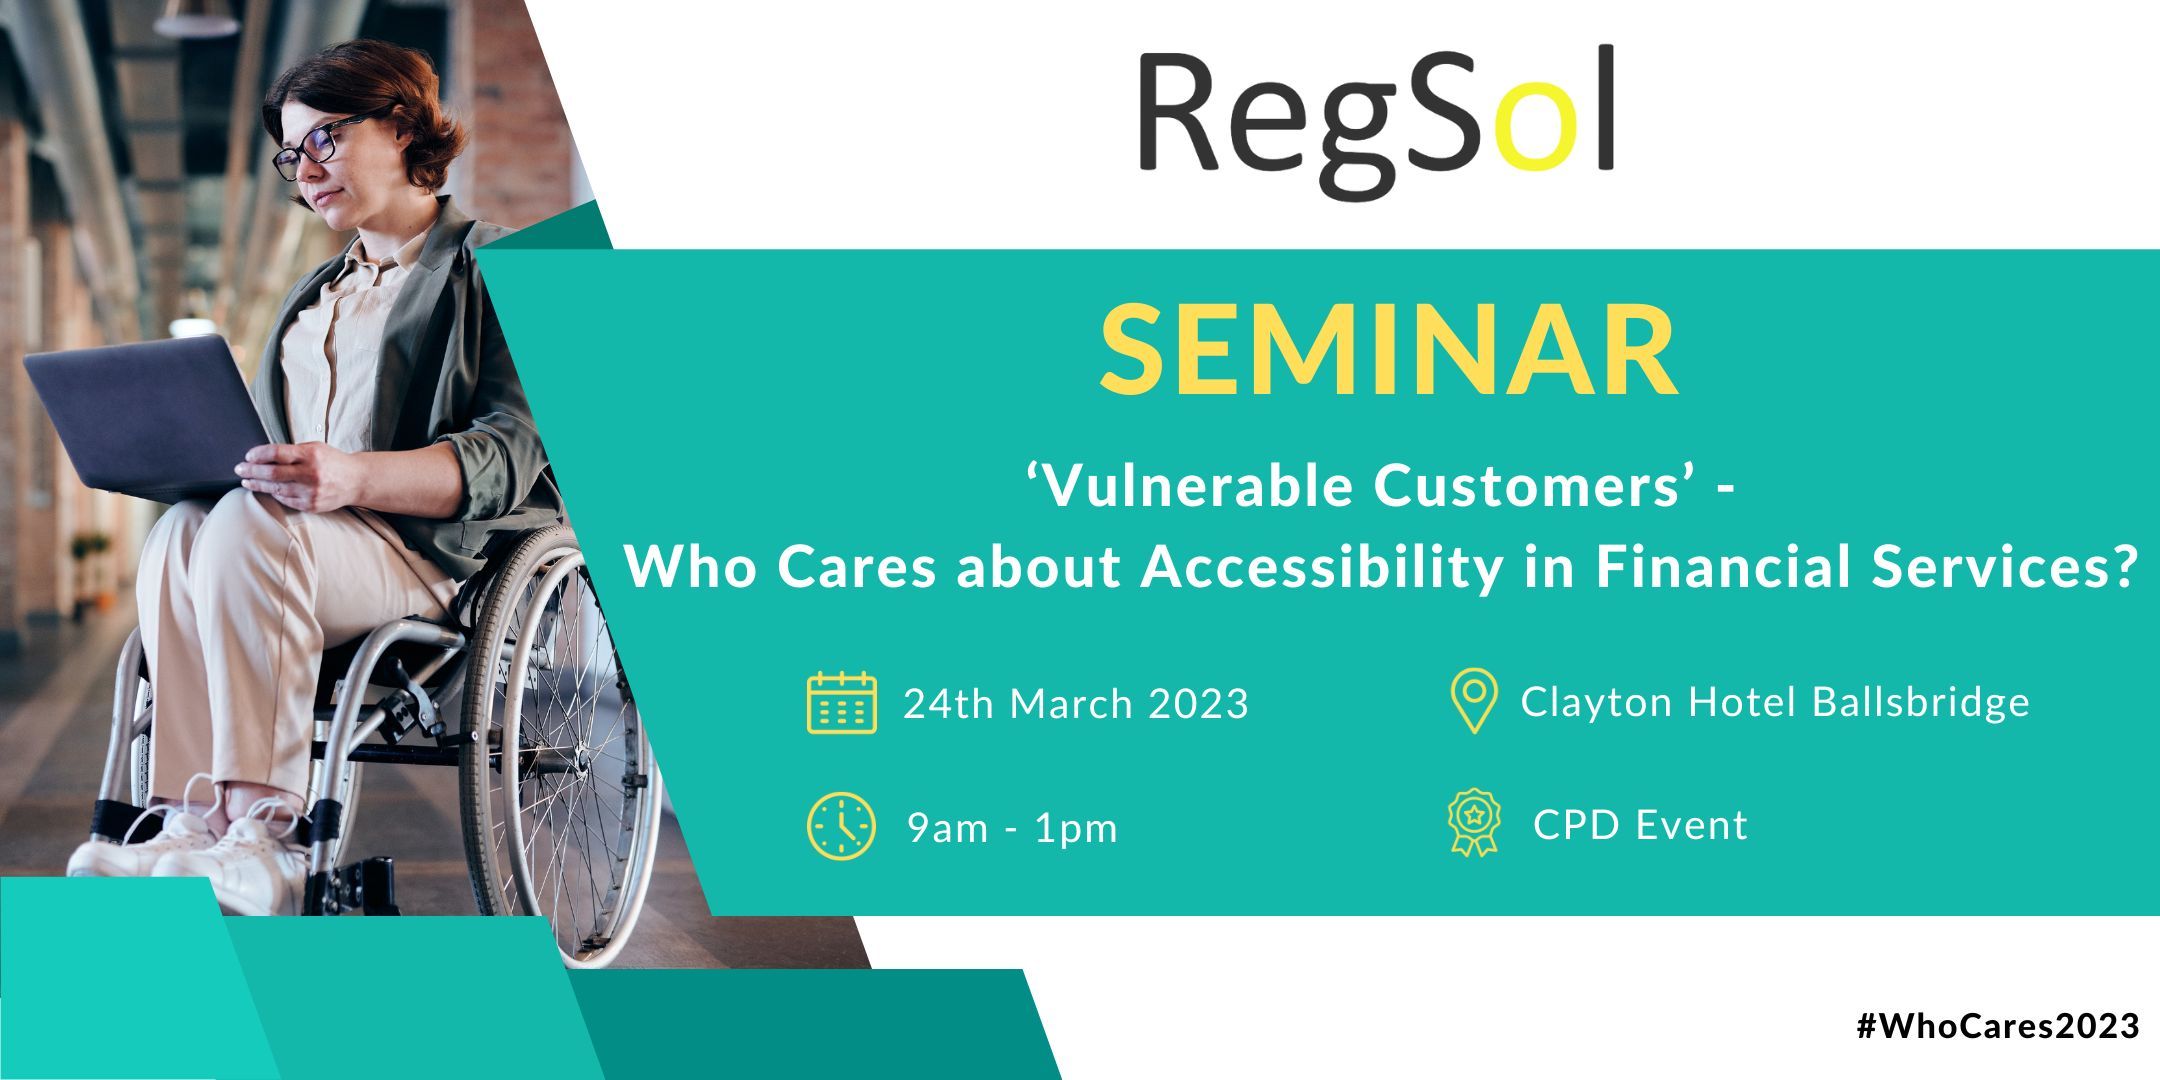 RegSol
SEMINAR
‘Vulnerable Customers’ -
Who Cares about Accessibility in Financial Services?
24th March 2023
Clayton Hotel Ballsbridge
9am - 1pm
CPD Event
#WhoCares2023